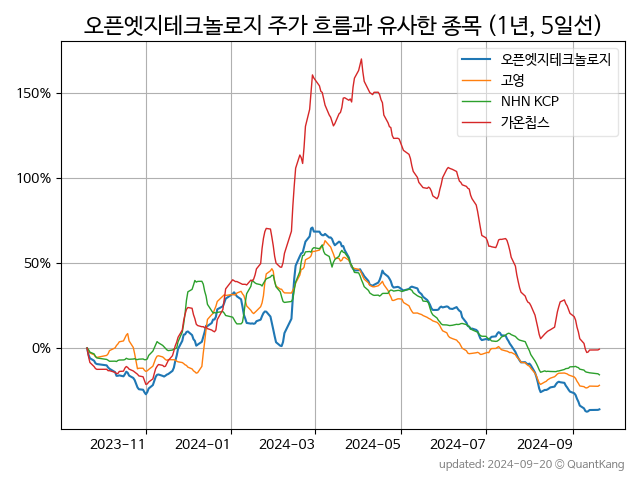 오픈엣지테크놀로지 주가 흐름과 유사한 종목 (1년, 5일선)
오픈엣지테크놀로지
고영
NHN KCP
가온칩스
150%
100%
50%
0%
2023-11 2024-01 2024-03 2024-05 2024-07 2024-09
updated: 2024-09-20 © QuantKang